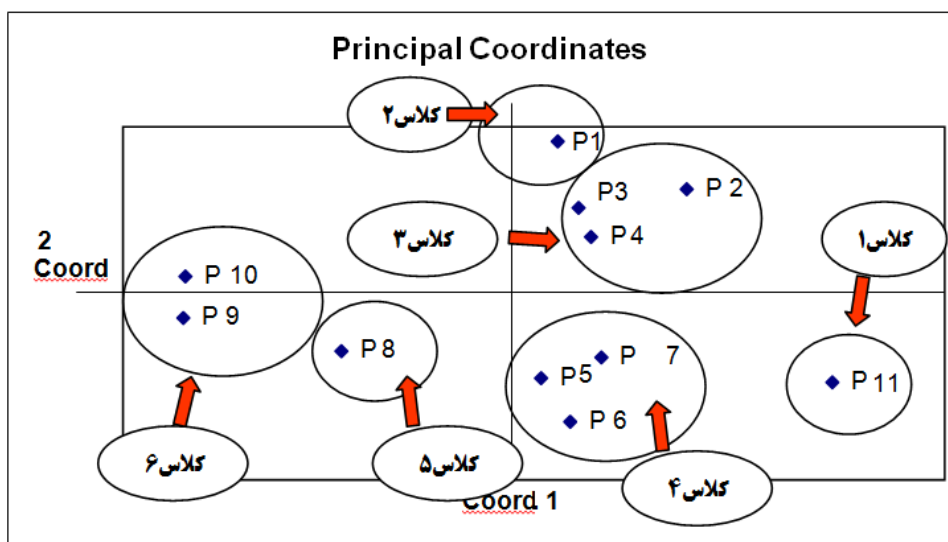 Principal Coordinates
کلاس۲
P1
P3
P 2
P 4
کلاس۳
کلاس۱
2
Coord
P 10
P 9
P 8
P 7
P5
P 6
P 11
کلاس۶
کلاس۵
کلاس۴
Coord. 1